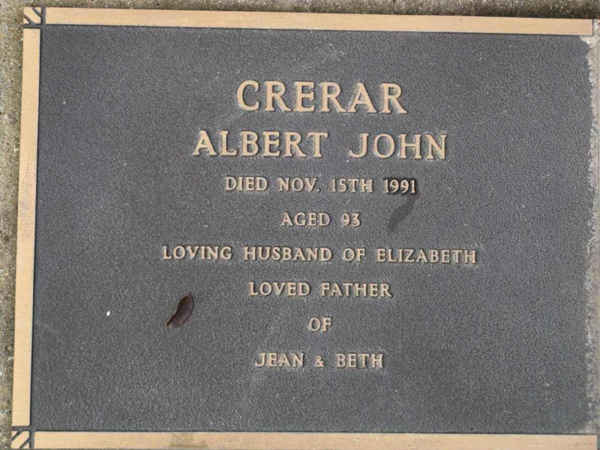 CRERAR
ALBERT JOHN
DIED NOV. 15TH 1991
AGED 93
LOVING HUSBAND OF ELIZABETH
LOVED FATHER
OF
JEAN & BETH